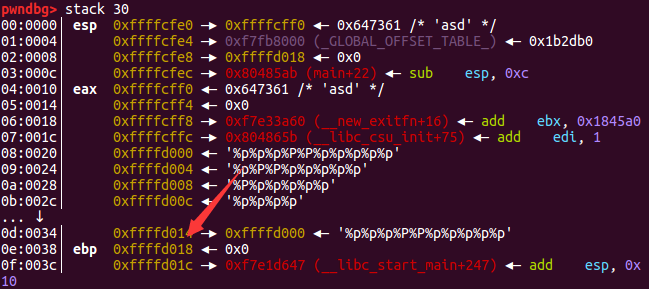 pwndbg> stack 30
00:0000│ esp 0xffffcfe0 —▸ 0xffffcff0 ◂— 0x647361 /* 'asd' */
01:0004│ 0xffffcfe4 —▸ 0xf7fb8000 (_GLOBAL_OFFSET_TABLE_) ◂— 0x1b2db0
02:0008│ 0xffffcfe8 —▸ 0xffffd018 ◂— 0x0
03:000c│ 0xffffcfec —▸ 0x80485ab (main+22) ◂— sub esp, 0xc
04:0010│ eax 0xffffcff0 ◂— 0x647361 /* 'asd' */
05:0014│ 0xffffcff4 ◂— 0x0
06:0018│ 0xffffcff8 —▸ 0xf7e33a60 (__new_exitfn+16) ◂— add ebx, 0x1845a0
07:001c│ 0xffffcffc —▸ 0x804865b (__libc_csu_init+75) ◂— add edi, 1
08:0020│ 0xffffd000 ◂— '%p%p%p%P%P%p%p%p%p%p'
09:0024│ 0xffffd004 ◂— '%p%P%P%p%p%p%p%p'
0a:0028│ 0xffffd008 ◂— '%P%p%p%p%p%p'
0b:002c│ 0xffffd00c ◂— '%p%p%p%p'
... ↓
0d:0034│ 0xffffd014 —▸ 0xffffd000 ◂— '%p%p%p%P%P%p%p%p%p%p'
0e:0038│ ebp 0xffffd018 ◂— 0x0
0f:003c│ 0xffffd01c —▸ 0xf7e1d647 (__libc_start_main+247) ◂— add esp, 0x
10